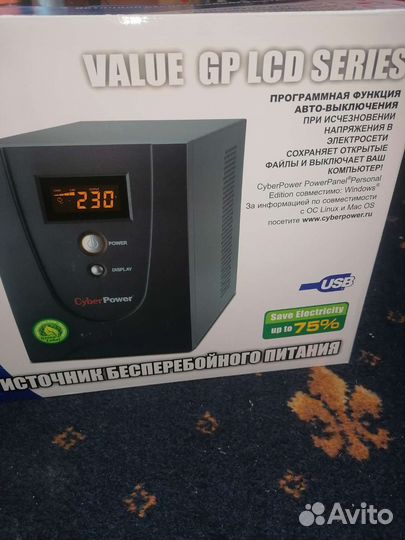 VALUE GP LCD SERIES
ПРОГРАММНАЯ ФУНКЦИЯ
АВТО-ВЫКЛЮЧЕНИЯ
ПРИ ИСЧЕЗНОВЕНИИ
НАПРЯЖЕНИЯ В
ЭЛЕКТРОСЕТИ
СОХРАНЯЕТ ОТКРЫТЫЕ
ФАЙЛЫ И ВЫКЛЮЧАЕТ ВАШ
КОМПЬЮТЕР!
CyberPower PowerPanel® Personal
Edition совместимо: Windows®
За информацией по совместимости
с ОС Linux и Mac OS
посетите www.cyberpower.ru
230
POWER
DISPLAY
CyberPower
USB
Save Electricity
up to 75%
ИСТОЧНИК БЕСПЕРЕБОЙНОГО ПИТАНИЯ
Avito